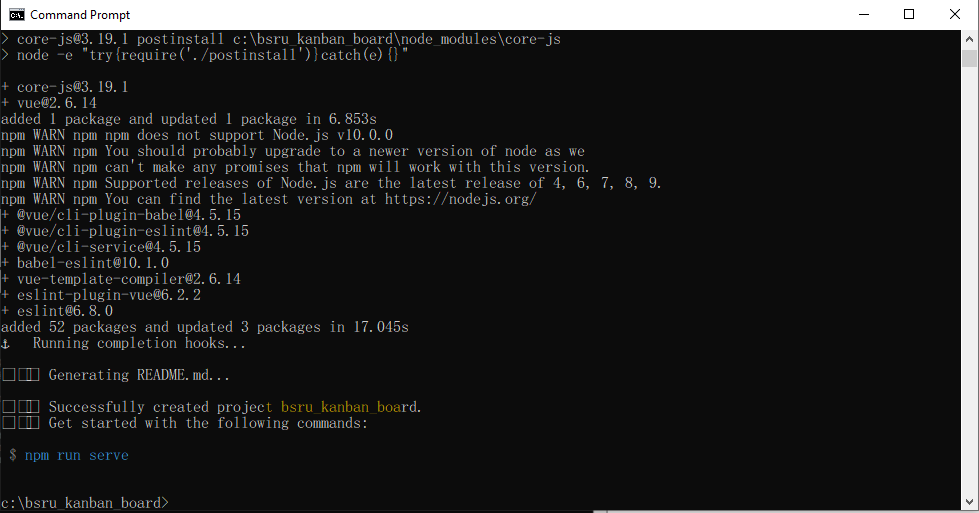 Command Prompt
> core-js@3.19.1 postinstall c:\bsru_kanban_board\node_modules\core-js
> node -e "try{require('./postinstall')}catch(e){}"
+ core-js@3.19.1
+ vue@2.6.14
added 1 package and updated 1 package in 6.853s
npm WARN npm npm does not support Node.js v10.0.0
npm WARN npm You should probably upgrade to a newer version of node as we
npm WARN npm can't make any promises that npm will work with this version.
npm WARN npm Supported releases of Node.js are the latest release of 4, 6, 7, 8, 9.
npm WARN npm You can find the latest version at https://nodejs.org/
+ @vue/cli-plugin-babel@4.5.15
+ @vue/cli-plugin-eslint@4.5.15
+ @vue/cli-service@4.5.15
+ babel-eslint@10.1.0
+ vue-template-compiler@2.6.14
+ eslint-plugin-vue@6.2.2
+ eslint@6.8.0
added 52 packages and updated 3 packages in 17.045s
⚓ Running completion hooks...
Generating README.md...
Successfully created project bsru_kanban_board.
Get started with the following commands:
$ npm run serve
c:\bsru_kanban_board>